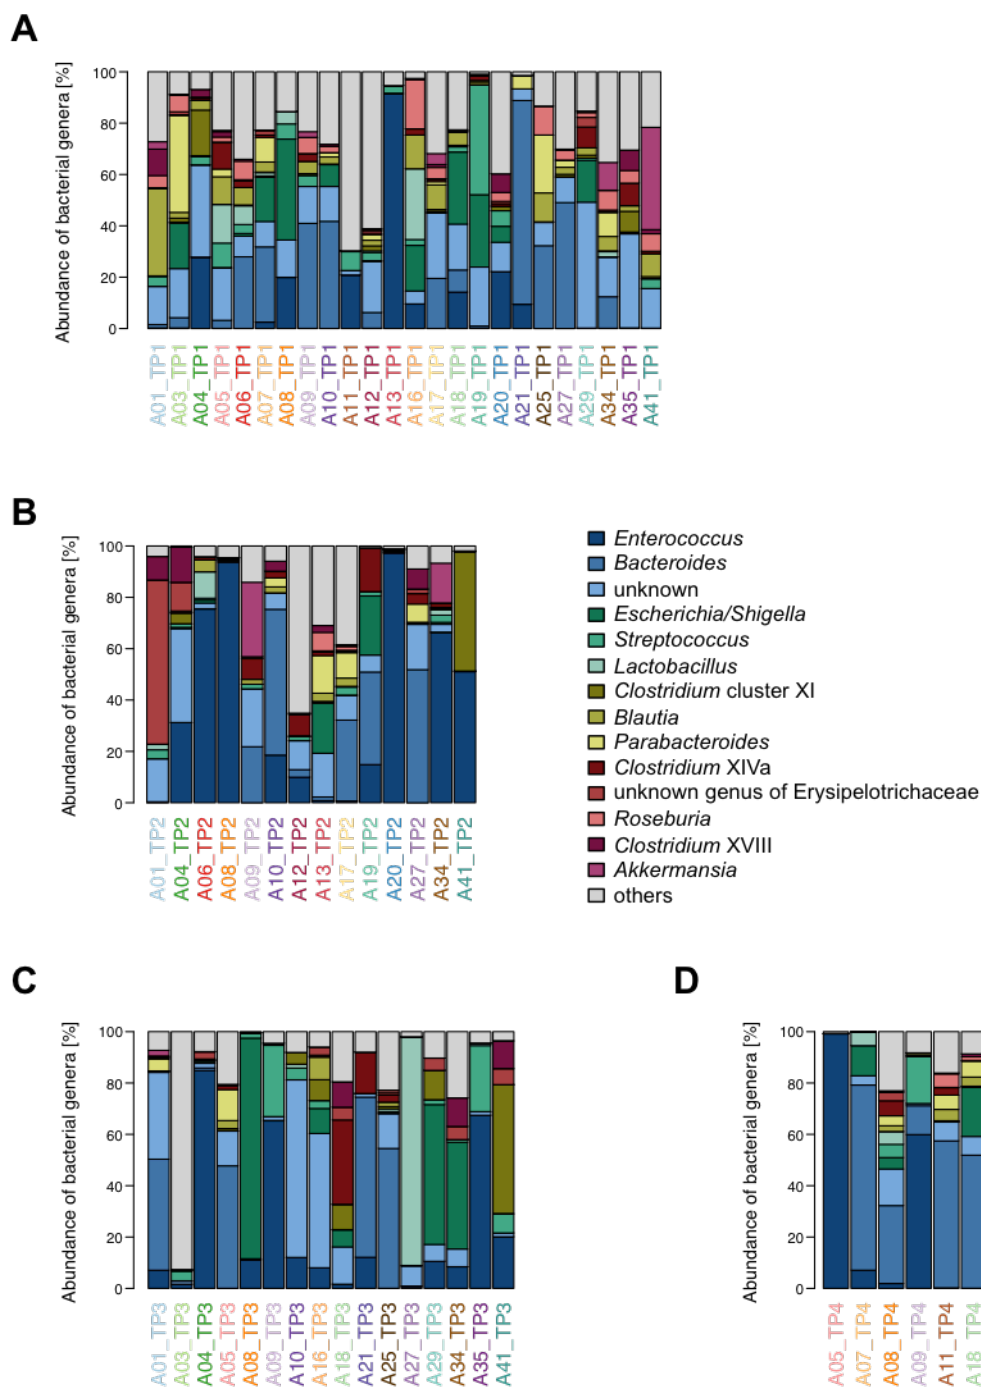 A
Abundance of bacterial genera [%]
100
80
60
40
20
0
A01_TP1
A03_TP1
A04_TP1
A05_TP1
A06_TP1
A07_TP1
A08_TP1
A09_TP1
A10_TP1
A11_TP1
A12_TP1
A13_TP1
A16_TP1
A17_TP1
A18_TP1
A19_TP1
A20_TP1
A21_TP1
A25_TP1
A27_TP1
A29_TP1
A34_TP1
A35_TP1
A41_TP1
B
Abundance of bacterial genera [%]
100
80
60
40
20
0
A01_TP2
A04_TP2
A06_TP2
A08_TP2
A09_TP2
A10_TP2
A12_TP2
A13_TP2
A17_TP2
A19_TP2
A20_TP2
A27_TP2
A34_TP2
A41_TP2
Enterococcus
Bacteroides
unknown
Escherichia/Shigella
Streptococcus
Lactobacillus
Clostridium cluster XI
Blautia
Parabacteroides
Clostridium XIVa
unknown genus of Erysipelotrichaceae
Roseburia
Clostridium XVIII
Akkermansia
others
C
Abundance of bacterial genera [%]
100
80
60
40
20
0
A01_TP3
A03_TP3
A04_TP3
A05_TP3
A08_TP3
A09_TP3
A10_TP3
A16_TP3
A18_TP3
A21_TP3
A25_TP3
A27_TP3
A29_TP3
A34_TP3
A35_TP3
A41_TP3
D
Abundance of bacterial genera [%]
100
80
60
40
20
0
A05_TP4
A07_TP4
A08_TP4
A09_TP4
A11_TP4
A18_TP4